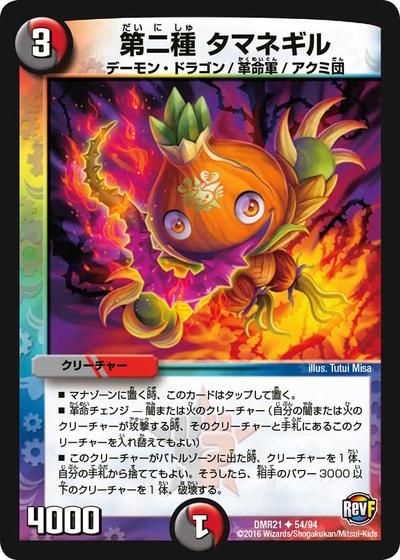 3
だい に しゅ
第二種 タマネギル
かくめいぐん だん
デーモン・ドラゴン / 革命軍 / アクミ団
クリーチャー
illus. Tutui Misa
■ マナゾーンに置く時、このカードはタップして置く。
■ 革命チェンジ ― 闇または火のクリーチャー（自分の闇または火の
クリーチャーが攻撃する時、そのクリーチャーと手札にあるこのク
リーチャーを入れ替えてもよい）
■ このクリーチャーがバトルゾーンに出た時、クリーチャーを1体、
自分の手札から捨ててもよい。そうしたら、相手のパワー3000以
下のクリーチャーを1体、破壊する。
4000
1
RevF
DMR21 ◆ 54/94
©2016 Wizards/Shogakukan/Mitsui-Kids